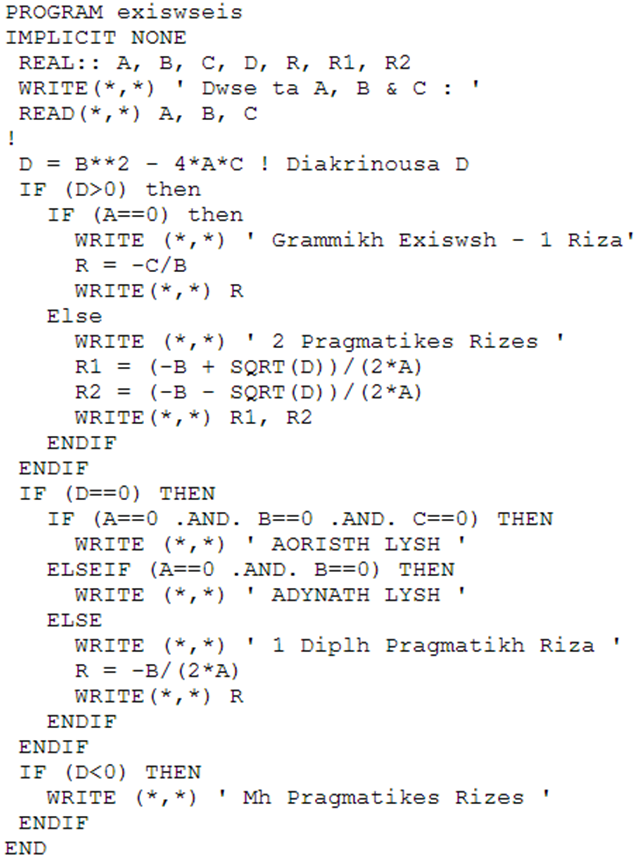 PROGRAM exiswseis
IMPLICIT NONE
 REAL:: A, B, C, D, R, R1, R2
 WRITE(*,*) ' Dwse ta A, B & C : '
 READ(*,*) A, B, C
!
 D = B**2 - 4*A*C ! Diakrinousa D
 IF (D>0) then
   IF (A==0) then
     WRITE (*,*) ' Grammikh Exiswsh - 1 Riza'
     R = -C/B
     WRITE(*,*) R
   Else
     WRITE (*,*) ' 2 Pragmatikes Rizes '
     R1 = (-B + SQRT(D))/(2*A)
     R2 = (-B - SQRT(D))/(2*A)
     WRITE(*,*) R1, R2
   ENDIF
 ENDIF
 IF (D==0) THEN
   IF (A==0 .AND. B==0 .AND. C==0) THEN
     WRITE (*,*) ' AORISTH LYSH '
   ELSEIF (A==0 .AND. B==0) THEN
     WRITE (*,*) ' ADYNATH LYSH '
   ELSE
     WRITE (*,*) ' 1 Diplh Pragmatikh Riza '
     R = -B/(2*A)
     WRITE(*,*) R
   ENDIF
 ENDIF
 IF (D<0) THEN
   WRITE (*,*) ' Mh Pragmatikes Rizes '
 ENDIF
END